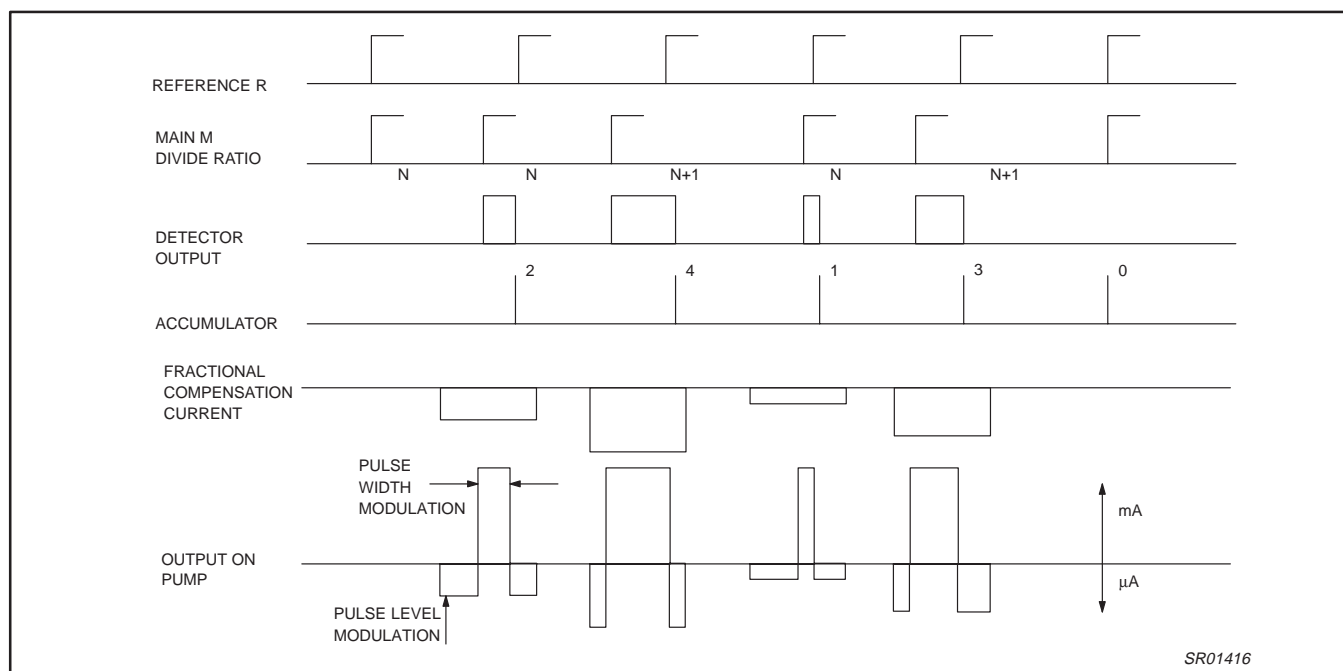 REFERENCE R
MAIN M
DIVIDE RATIO
N N N+1 N N+1
DETECTOR
OUTPUT
2 4 1 3 0
ACCUMULATOR
FRACTIONAL
COMPENSATION
CURRENT
PULSE
WIDTH
MODULATION
mA
OUTPUT ON
PUMP
μA
PULSE LEVEL
MODULATION
SR01416